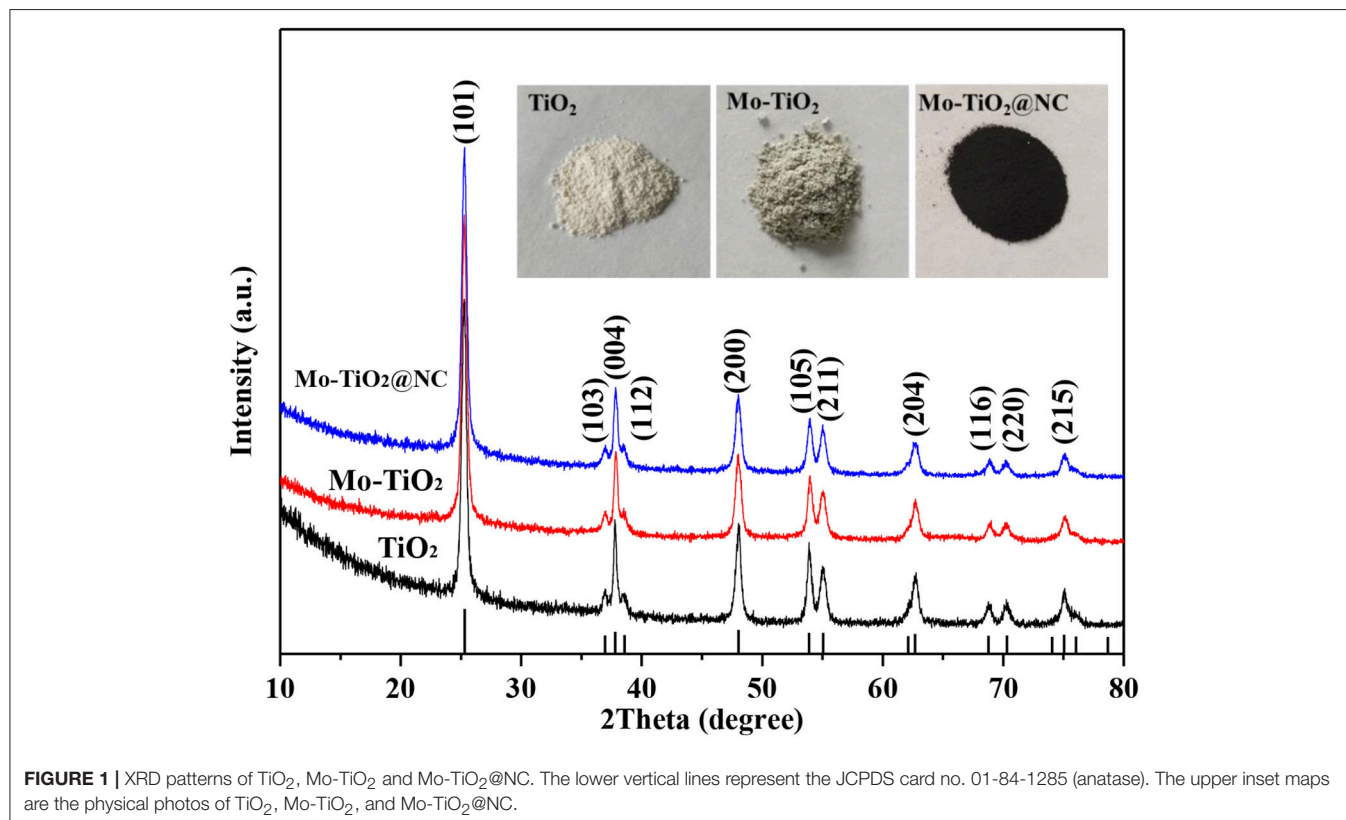 TiO₂ Mo-TiO₂ Mo-TiO₂@NC
(101)
(103) (004) (112) (200) (105) (211) (204) (116) (220) (215)
Mo-TiO₂@NC
Mo-TiO₂
TiO₂
Intensity (a.u.)
10 20 30 40 50 60 70 80
2Theta (degree)
FIGURE 1 | XRD patterns of TiO₂, Mo-TiO₂ and Mo-TiO₂@NC. The lower vertical lines represent the JCPDS card no. 01-84-1285 (anatase). The upper inset maps
are the physical photos of TiO₂, Mo-TiO₂, and Mo-TiO₂@NC.